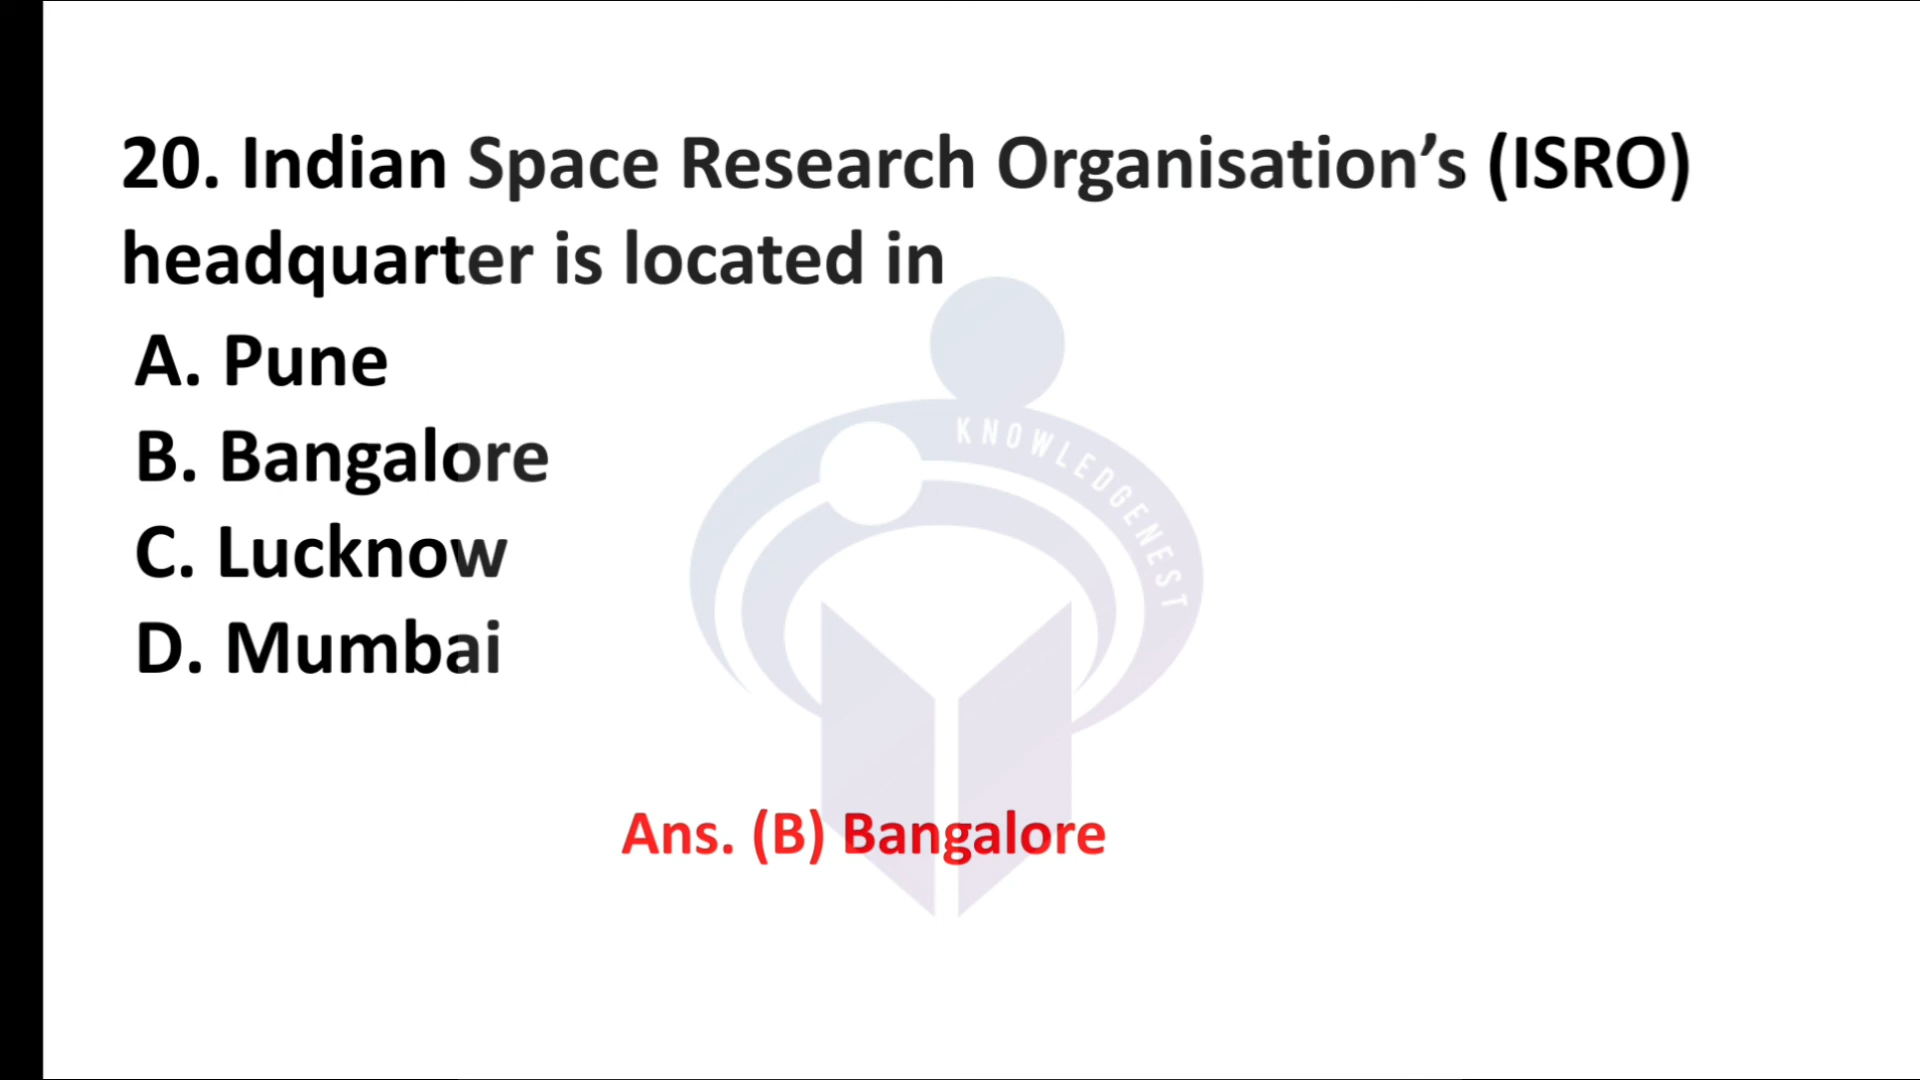 20. Indian Space Research Organisation’s (ISRO)
headquarter is located in
A. Pune
B. Bangalore
C. Lucknow
D. Mumbai
KNOWLEDGENEST
Ans. (B) Bangalore